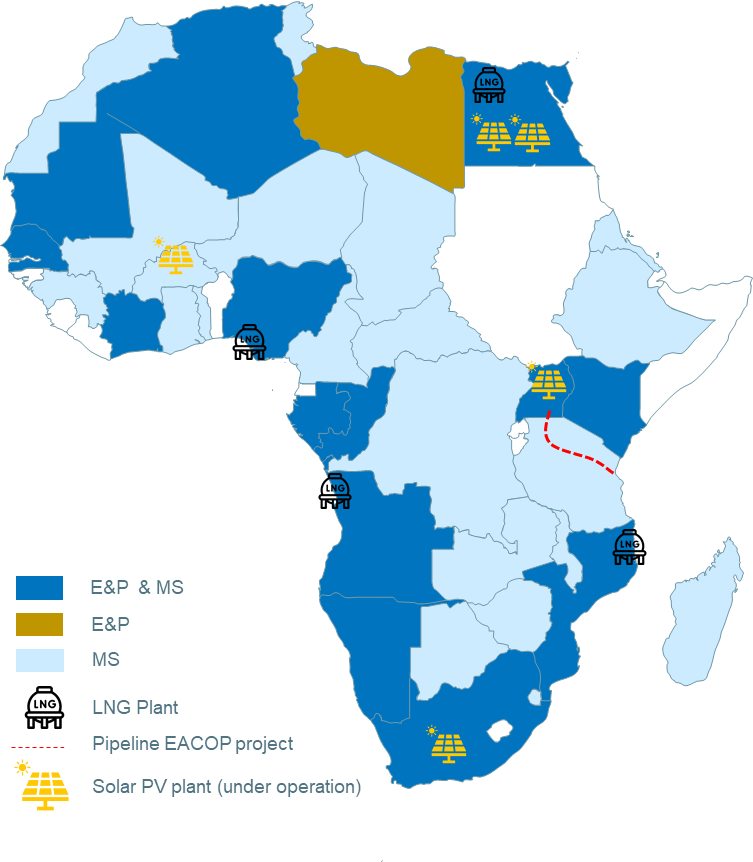 LNG
LNG
LNG
LNG
E&P & MS
E&P
MS
LNG
LNG Plant
Pipeline EACOP project
Solar PV plant (under operation)